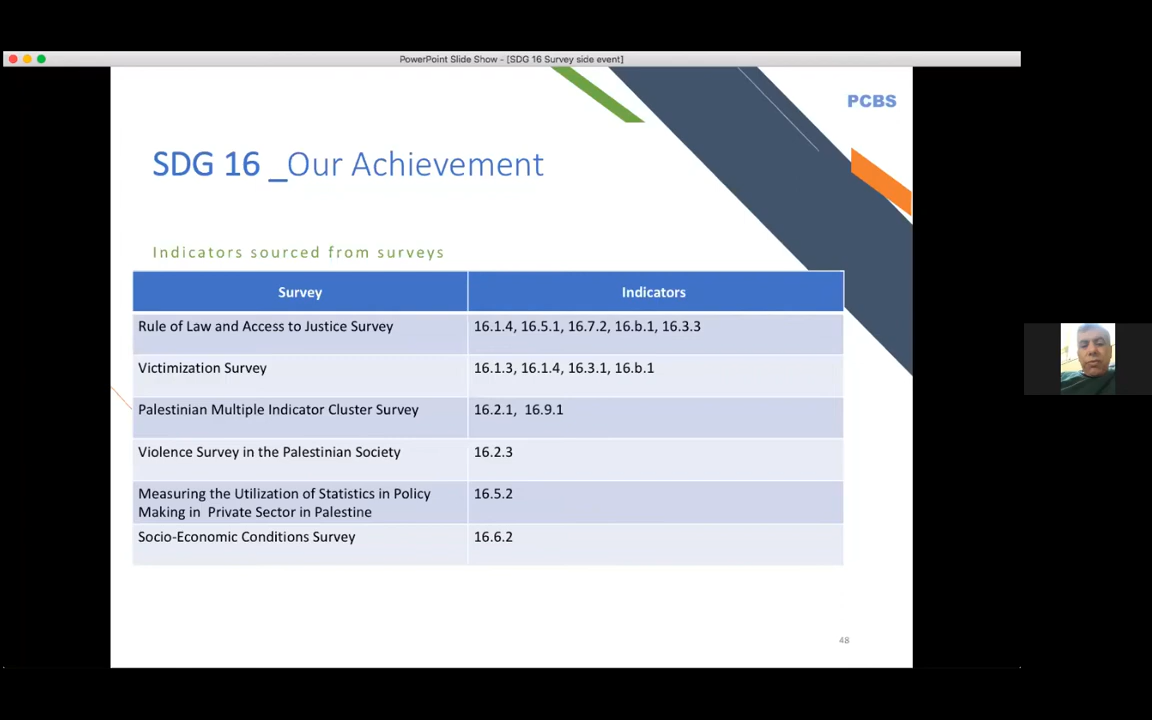 PowerPoint Slide Show - [SDG 16 Survey side event]
PCBS
SDG 16 _Our Achievement
Indicators sourced from surveys
Survey Indicators
Rule of Law and Access to Justice Survey 16.1.4, 16.5.1, 16.7.2, 16.b.1, 16.3.3
Victimization Survey 16.1.3, 16.1.4, 16.3.1, 16.b.1
Palestinian Multiple Indicator Cluster Survey 16.2.1, 16.9.1
Violence Survey in the Palestinian Society 16.2.3
Measuring the Utilization of Statistics in Policy 16.5.2
Making in Private Sector in Palestine
Socio-Economic Conditions Survey 16.6.2
48